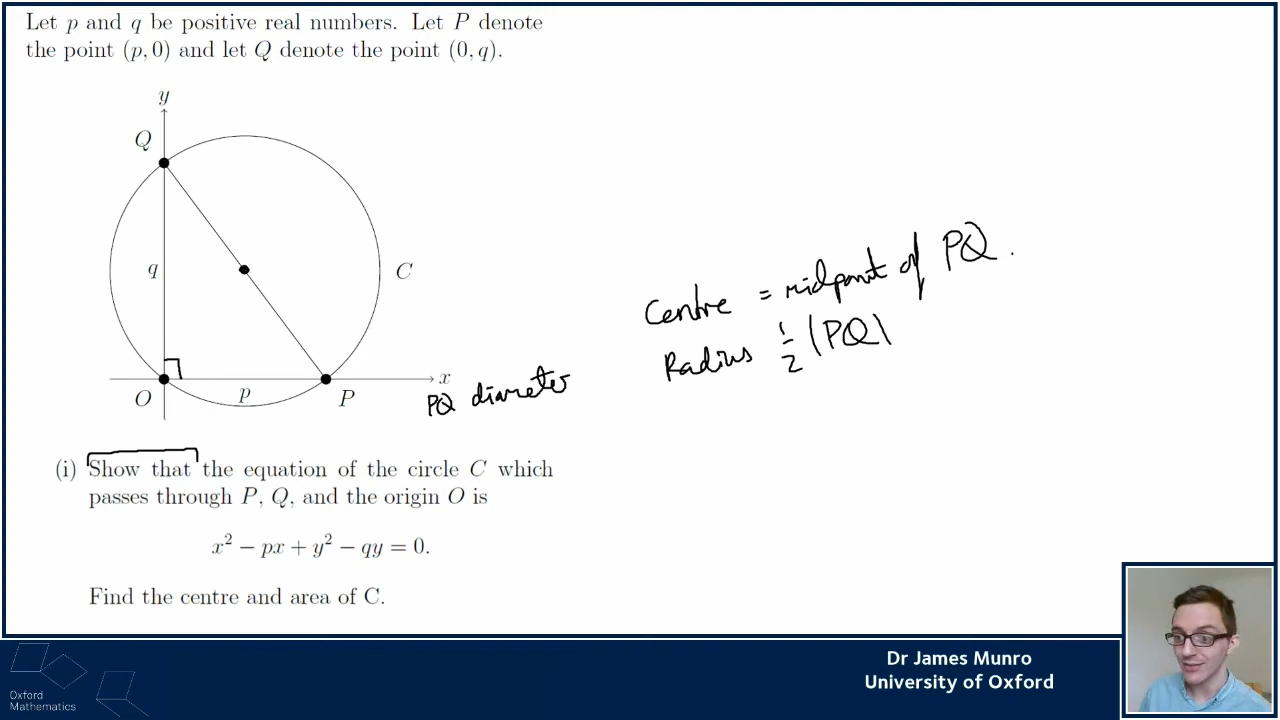 Let p and q be positive real numbers. Let P denote
the point (p, 0) and let Q denote the point (0, q).
y
Q
q
C
O
p
P
x
PQ diameter
Centre = midpoint of PQ.
Radius 1/2 |PQ|
(i) Show that the equation of the circle C which
passes through P, Q, and the origin O is
x² − px + y² − qy = 0.
Find the centre and area of C.
Oxford
Mathematics
Dr James Munro
University of Oxford